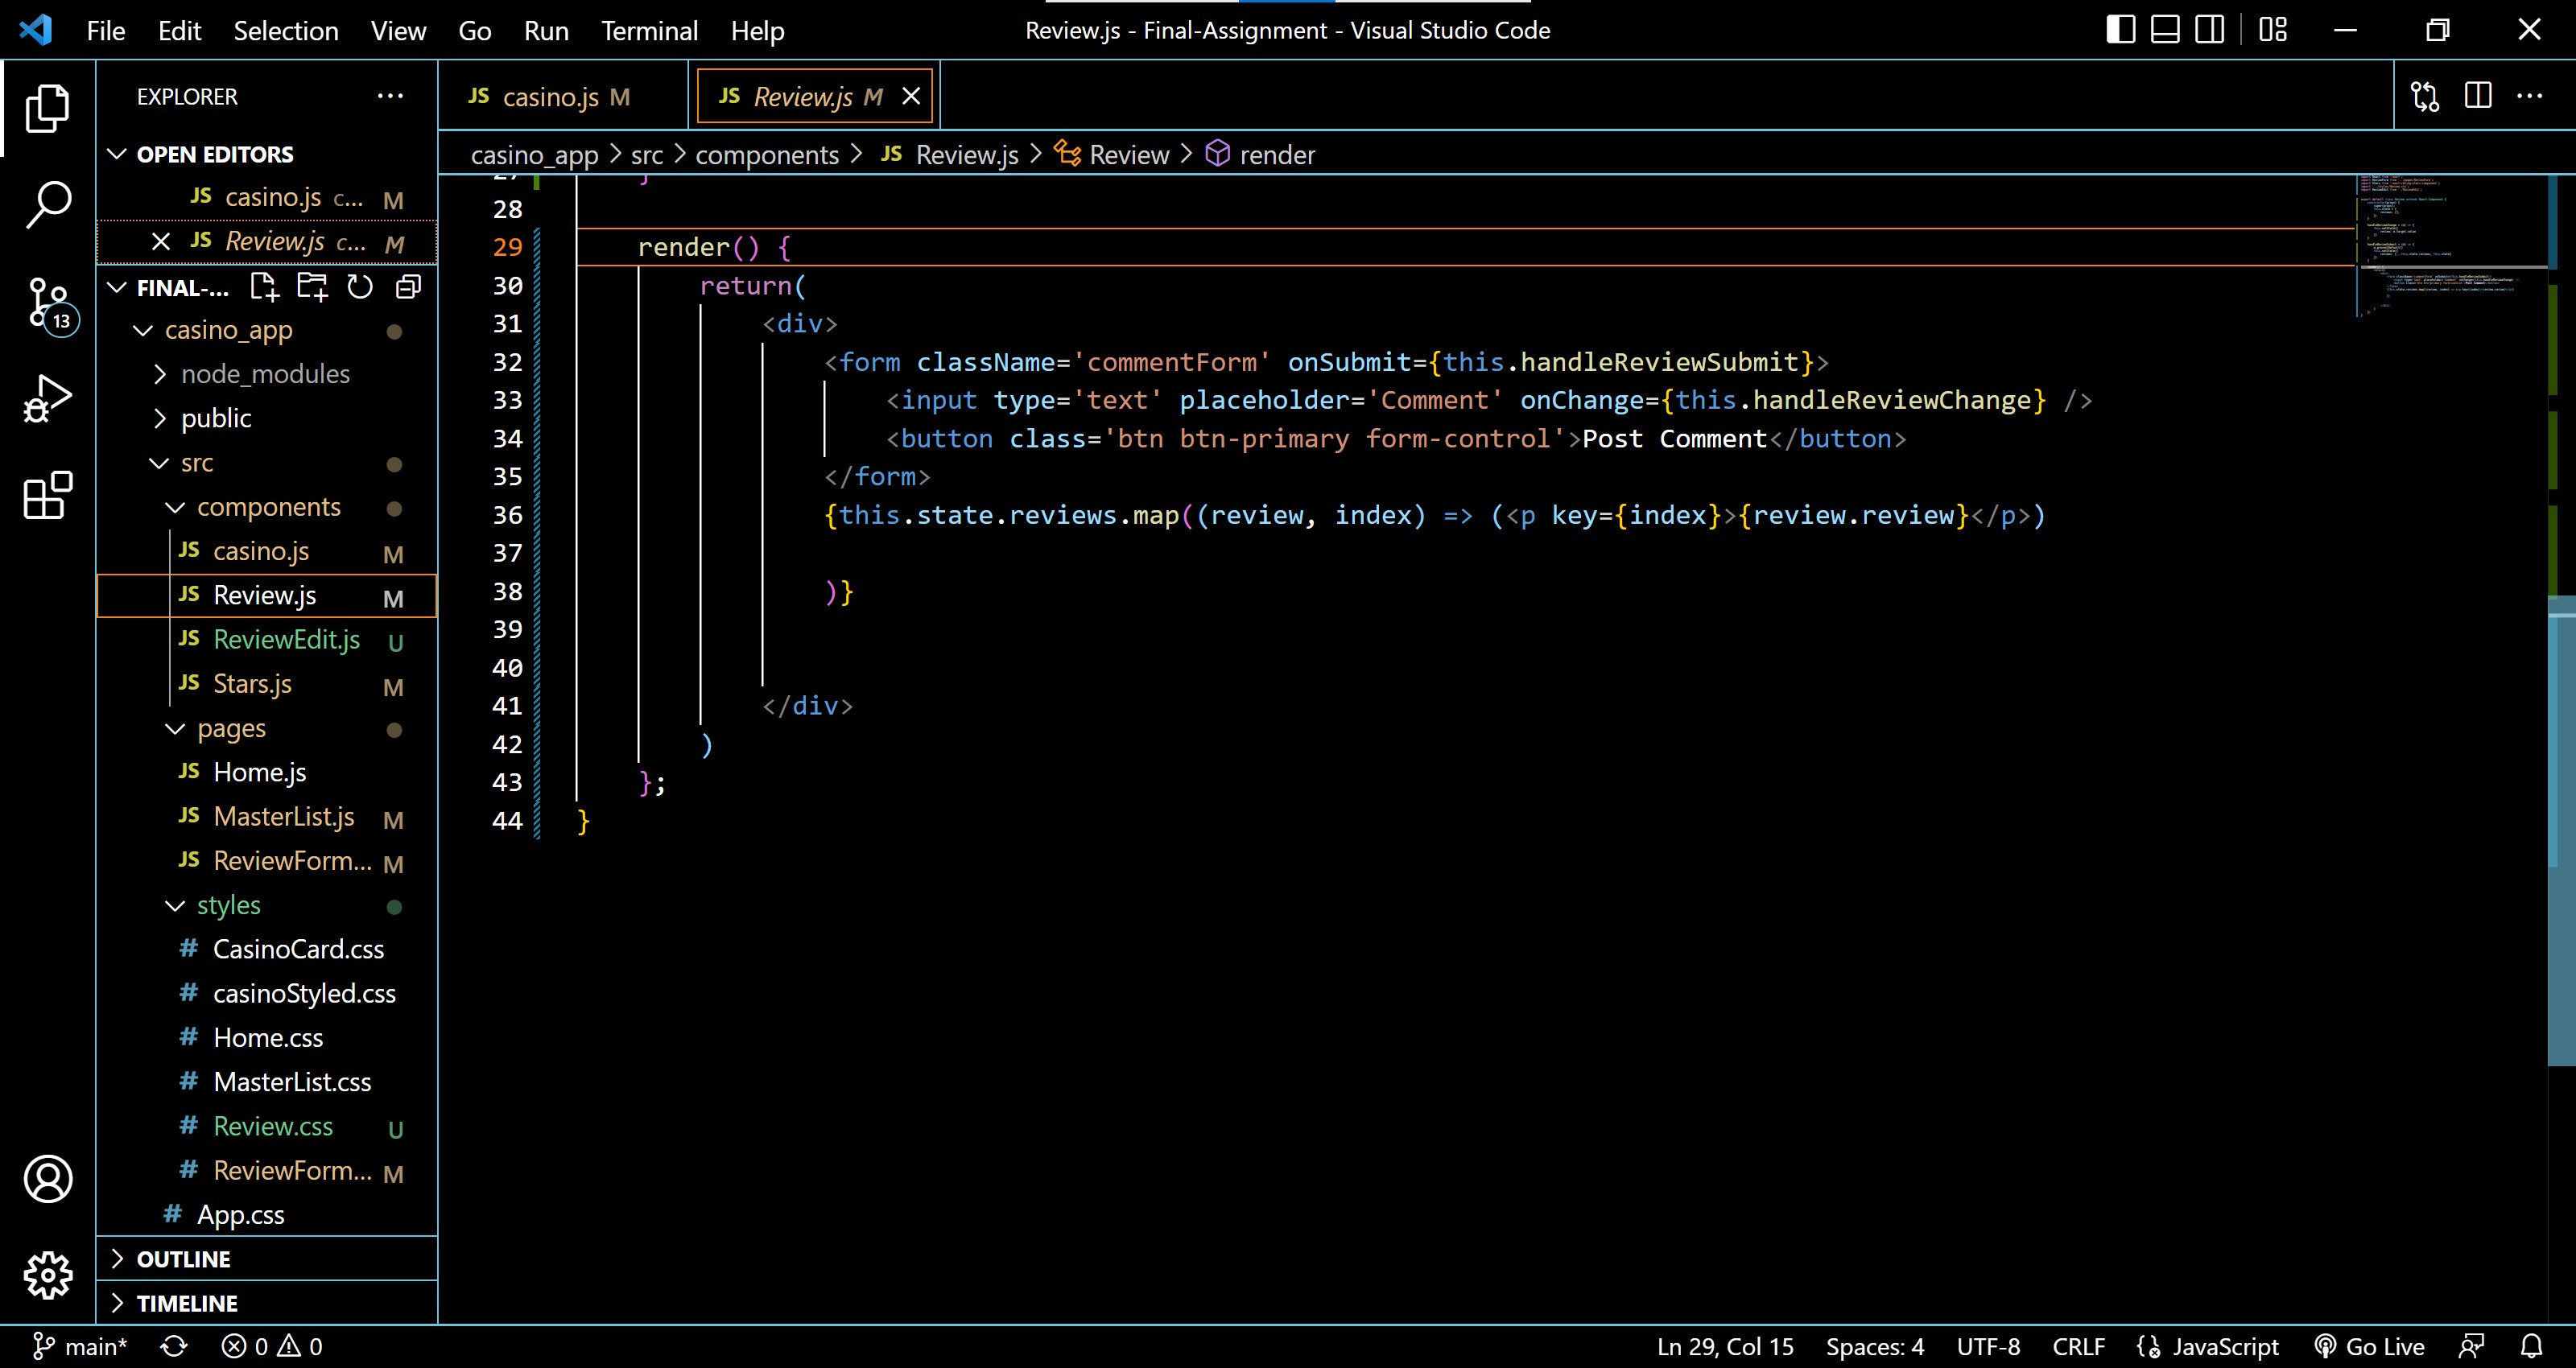 File Edit Selection View Go Run Terminal Help Review.js - Final-Assignment - Visual Studio Code
EXPLORER
OPEN EDITORS
JS casino.js c... M
JS Review.js c... M
FINAL-...
casino_app
node_modules
public
src
components
JS casino.js M
JS Review.js M
JS ReviewEdit.js U
JS Stars.js M
pages
JS Home.js
JS MasterList.js M
JS ReviewForm... M
styles
# CasinoCard.css
# casinoStyled.css
# Home.css
# MasterList.css
# Review.css U
# ReviewForm... M
# App.css
OUTLINE
TIMELINE
13
JS casino.js M JS Review.js M
casino_app > src > components > JS Review.js > Review > render
28
29 render() {
30 return(
31 <div>
32 <form className='commentForm' onSubmit={this.handleReviewSubmit}>
33 <input type='text' placeholder='Comment' onChange={this.handleReviewChange} />
34 <button class='btn btn-primary form-control'>Post Comment</button>
35 </form>
36 {this.state.reviews.map((review, index) => (<p key={index}>{review.review}</p>)
37
38 )}
39
40
41 </div>
42 )
43 };
44 }
main* 0 0 Ln 29, Col 15 Spaces: 4 UTF-8 CRLF JavaScript Go Live